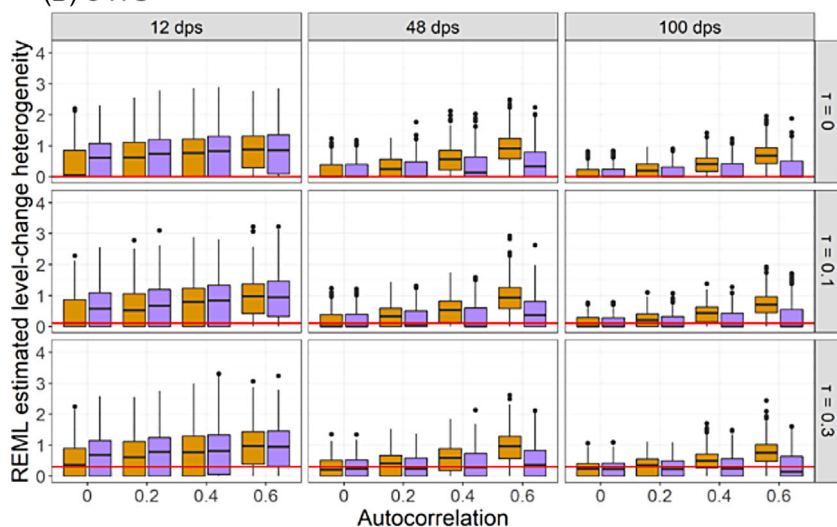 12 dps 48 dps 100 dps
REML estimated level-change heterogeneity
4
3
2
1
0
τ = 0
4
3
2
1
0
τ = 0.1
4
3
2
1
0
τ = 0.3
0 0.2 0.4 0.6 0 0.2 0.4 0.6 0 0.2 0.4 0.6
Autocorrelation